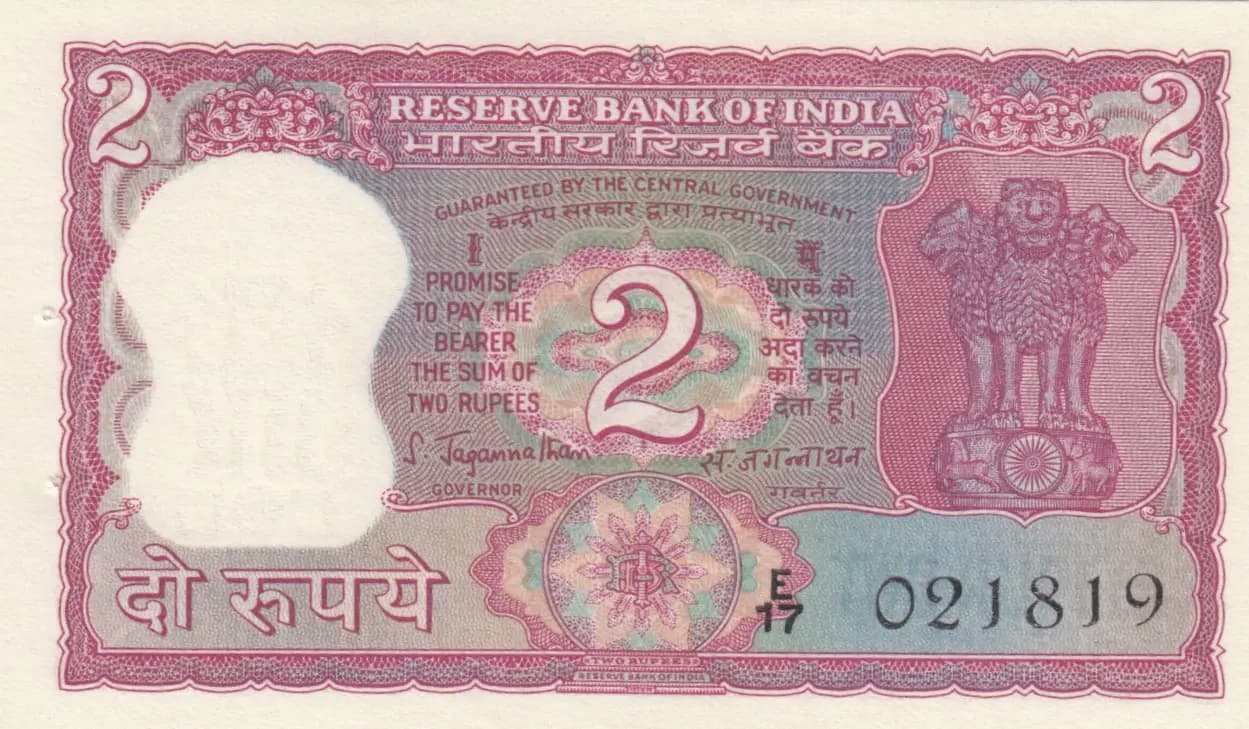 2
2
RESERVE BANK OF INDIA
भारतीय रिज़र्व बैंक
GUARANTEED BY THE CENTRAL GOVERNMENT
केन्द्रीय सरकार द्वारा प्रत्याभूत
I
PROMISE
TO PAY THE
BEARER
THE SUM OF
TWO RUPEES
2
मैं
धारक को
दो रुपये
अदा करने
का वचन
देता हूँ।
S. Jagannathan
GOVERNOR
स. जगन्नाथन
गवर्नर
दो रूपये
E
17
021819
TWO RUPEES
RESERVE BANK OF INDIA